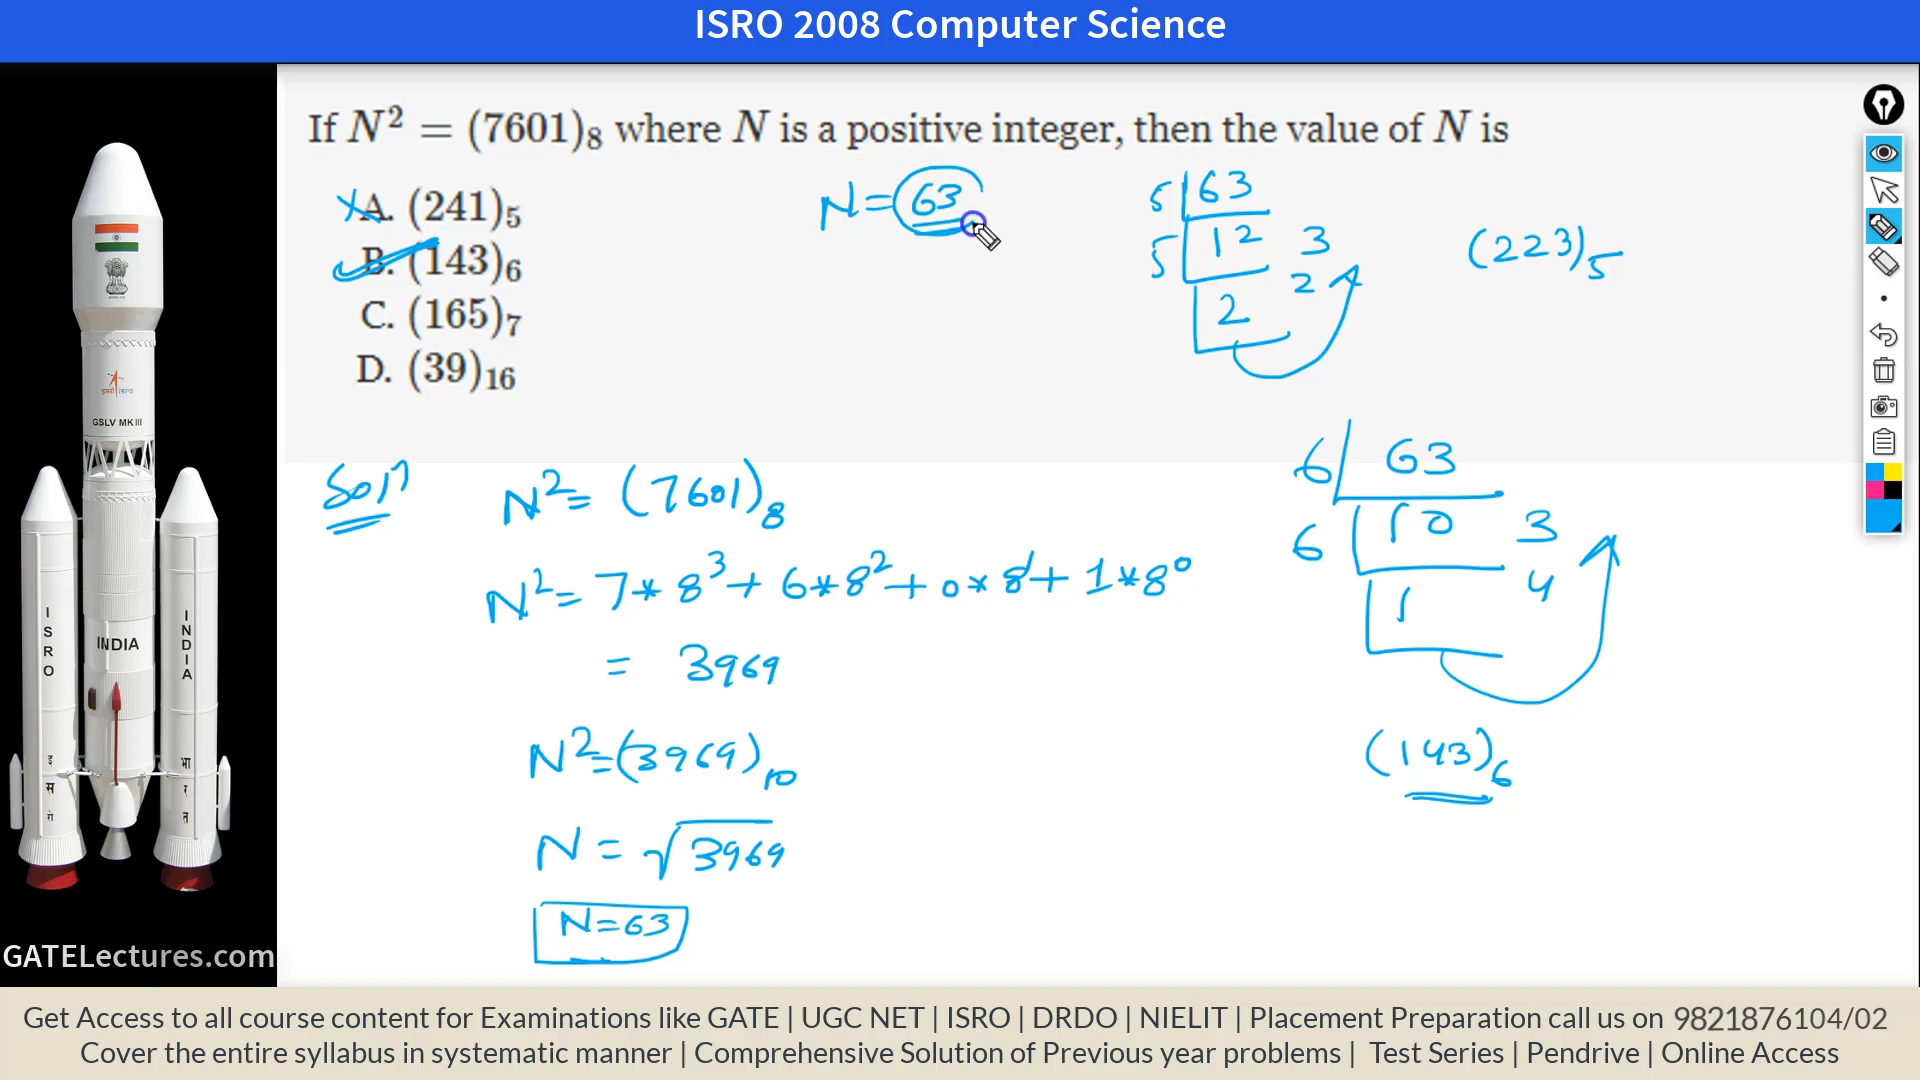 ISRO 2008 Computer Science
If N² = (7601)₈ where N is a positive integer, then the value of N is
A. (241)₅
B. (143)₆
C. (165)₇
D. (39)₁₆
N = 63
5 63
5 12 3
2 2
(223)₅
6 63
6 10 3
1 4
(143)₆
Solⁿ
N² = (7601)₈
N² = 7*8³ + 6*8² + 0*8¹ + 1*8⁰
= 3969
N² = (3969)₁₀
N = √3969
N = 63
GSLV MK III
INDIA
ISRO
INDIA
इसरो
भारत
GATELectures.com
Get Access to all course content for Examinations like GATE | UGC NET | ISRO | DRDO | NIELIT | Placement Preparation call us on 9821876104/02
Cover the entire syllabus in systematic manner | Comprehensive Solution of Previous year problems | Test Series | Pendrive | Online Access